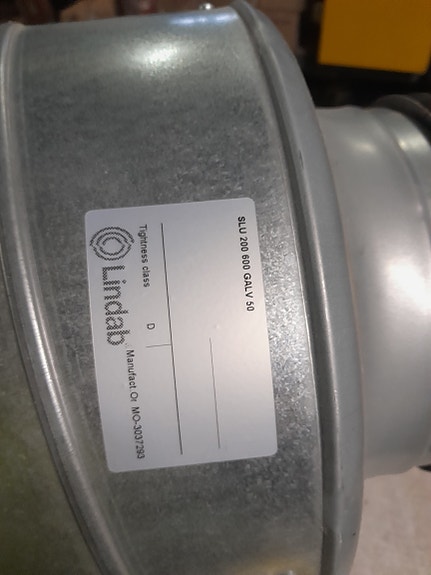 SLU 200 600 GALV 50
Tightness class D
Lindab Manufact.Or MO-3037293